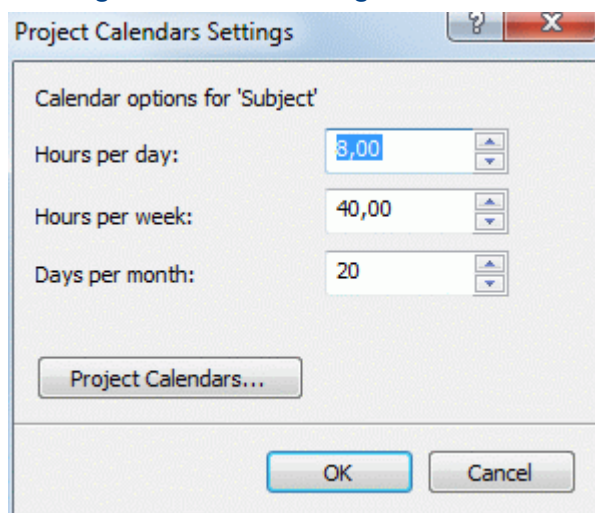 Project Calendars Settings
Calendar options for 'Subject'
Hours per day: 8,00
Hours per week: 40,00
Days per month: 20
Project Calendars...
OK Cancel